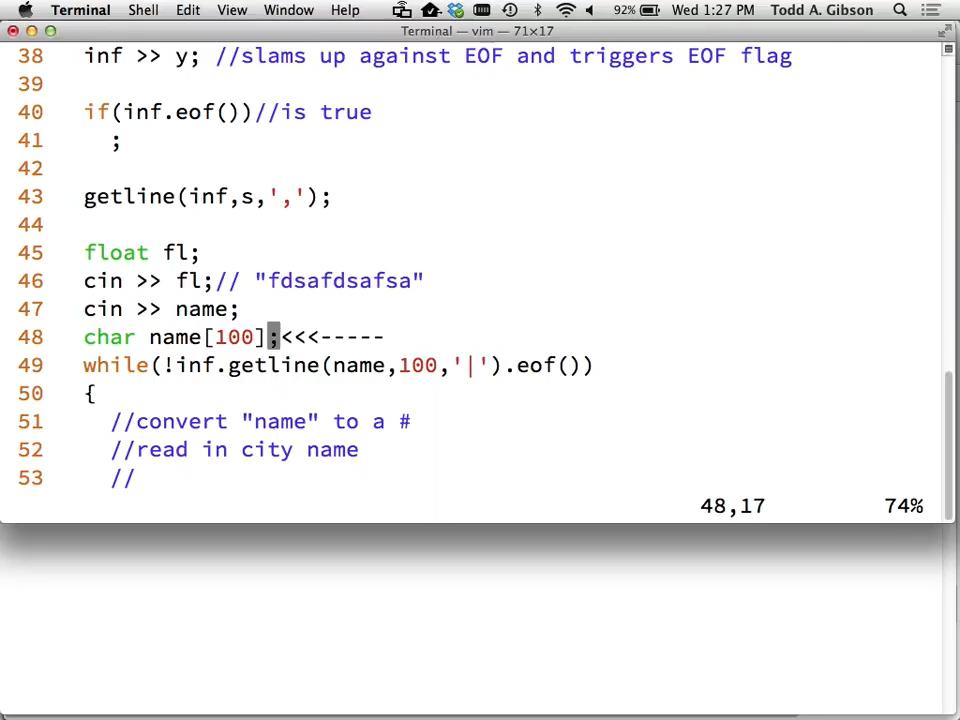 Terminal Shell Edit View Window Help 92% Wed 1:27 PM Todd A. Gibson
Terminal — vim — 71×17
38 inf >> y; //slams up against EOF and triggers EOF flag
39
40 if(inf.eof())//is true
41 ;
42
43 getline(inf,s,',');
44
45 float fl;
46 cin >> fl;// "fdsafdsafsa"
47 cin >> name;
48 char name[100];<<<-----
49 while(!inf.getline(name,100,'|').eof())
50 {
51 //convert "name" to a #
52 //read in city name
53 //
48,17 74%